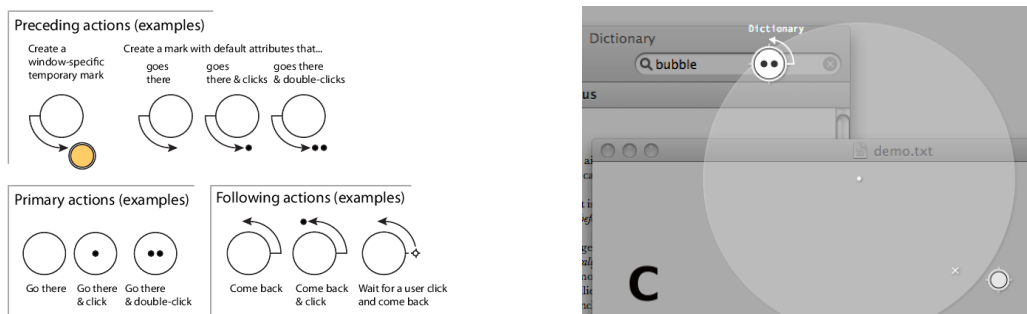 Preceding actions (examples)
Create a
window-specific
temporary mark
Create a mark with default attributes that...
goes
there
goes
there & clicks
goes there
& double-clicks
Primary actions (examples)
Go there
Go there
& click
Go there
& double-click
Following actions (examples)
Come back
Come back
& click
Wait for a user click
and come back
Dictionary
Dictionary
bubble
us
demo.txt
C